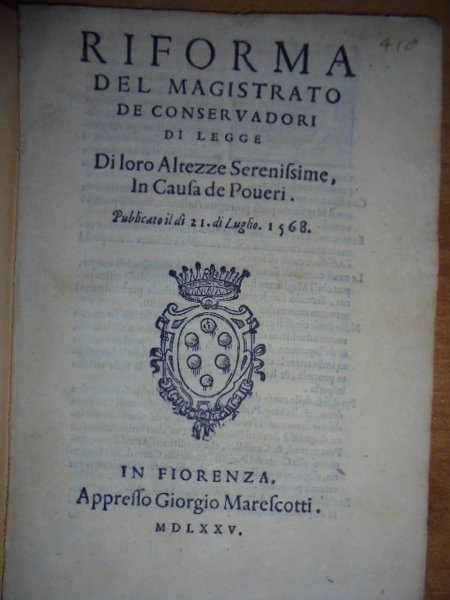 410
RIFORMA
DEL MAGISTRATO
DE CONSERVADORI
DI LEGGE
Di loro Altezze Sereniſſime,
In Cauſa de Poueri.
Publicato il dì 21. di Luglio. 1568.
IN FIORENZA,
Appreſſo Giorgio Mareſcotti.
MDLXXV.